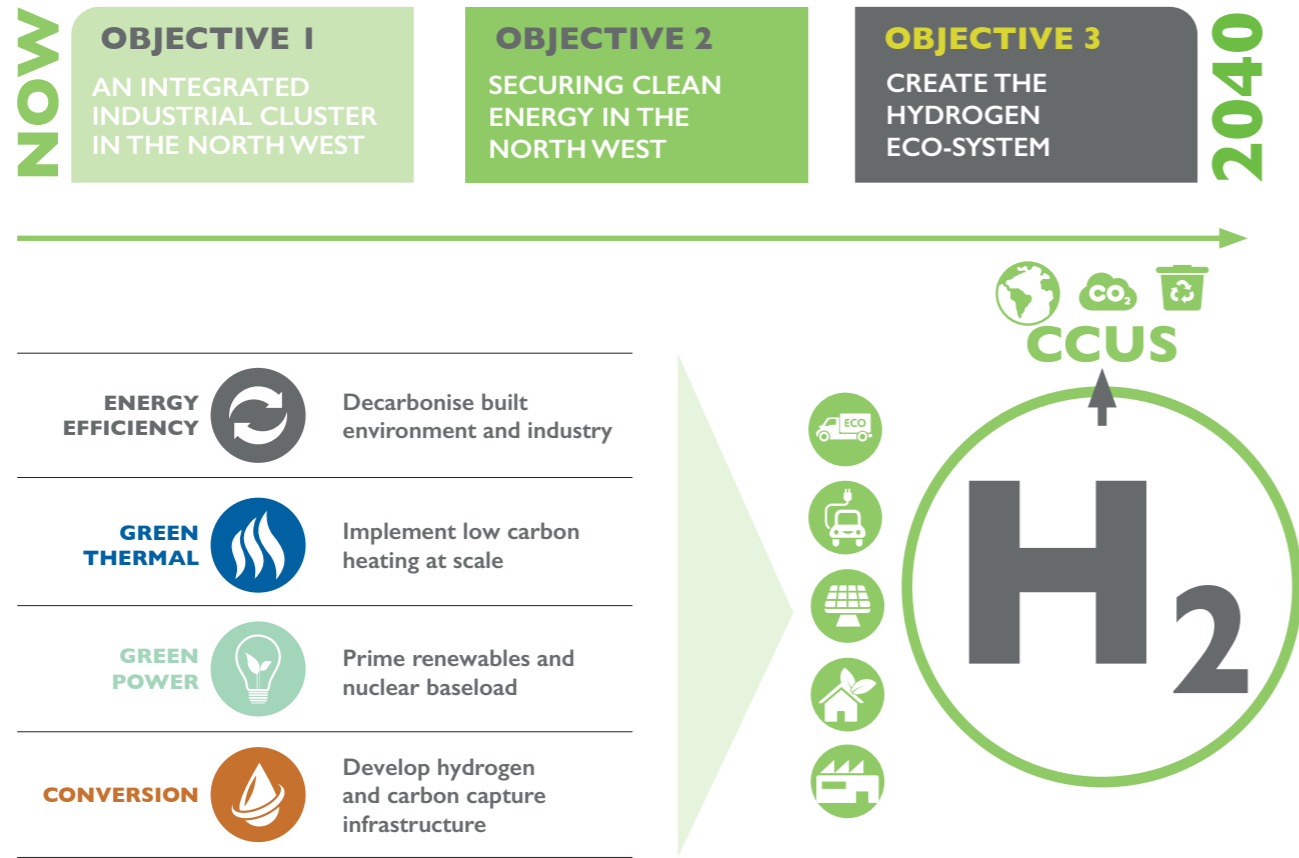 NOW
OBJECTIVE 1
AN INTEGRATED
INDUSTRIAL CLUSTER
IN THE NORTH WEST
OBJECTIVE 2
SECURING CLEAN
ENERGY IN THE
NORTH WEST
OBJECTIVE 3
CREATE THE
HYDROGEN
ECO-SYSTEM
2040
CO₂
CCUS
ENERGY
EFFICIENCY
Decarbonise built
environment and industry
GREEN
THERMAL
Implement low carbon
heating at scale
GREEN
POWER
Prime renewables and
nuclear baseload
CONVERSION
Develop hydrogen
and carbon capture
infrastructure
ECO
H₂